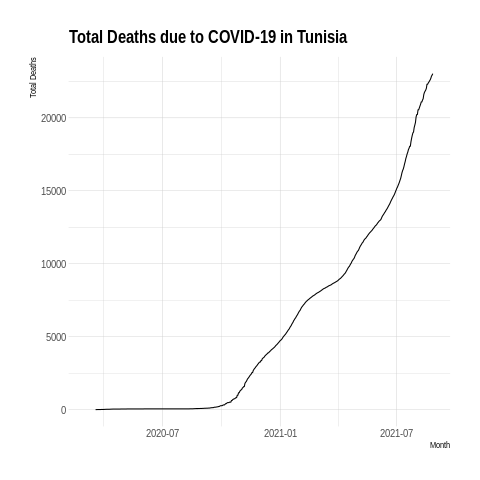 Total Deaths due to COVID-19 in Tunisia
Total Deaths
20000
15000
10000
5000
0
2020-07 2021-01 2021-07
Month